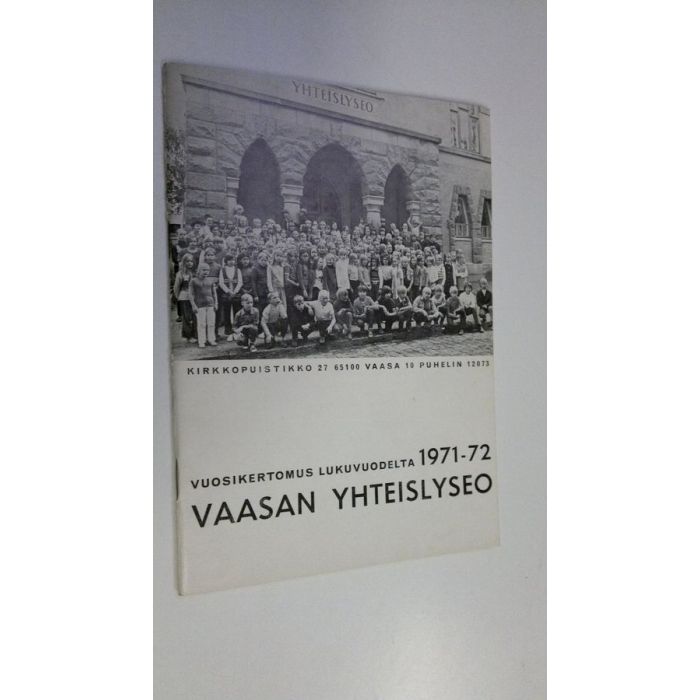 YHTEISLYSEO
KIRKKOPUISTIKKO 27 65100 VAASA 10 PUHELIN 12073
VUOSIKERTOMUS LUKUVUODELTA 1971-72
VAASAN YHTEISLYSEO